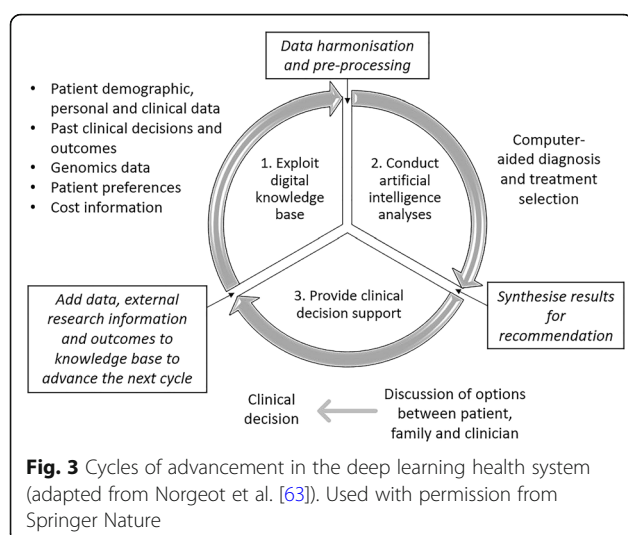 Data harmonisation
and pre-processing
• Patient demographic,
personal and clinical data
• Past clinical decisions and
outcomes
• Genomics data
• Patient preferences
• Cost information
1. Exploit
digital
knowledge
base
2. Conduct
artificial
intelligence
analyses
Computer-
aided diagnosis
and treatment
selection
3. Provide clinical
decision support
Add data, external
research information
and outcomes to
knowledge base to
advance the next cycle
Synthesise results
for
recommendation
Clinical
decision
Discussion of options
between patient,
family and clinician
Fig. 3 Cycles of advancement in the deep learning health system
(adapted from Norgeot et al. [63]). Used with permission from
Springer Nature